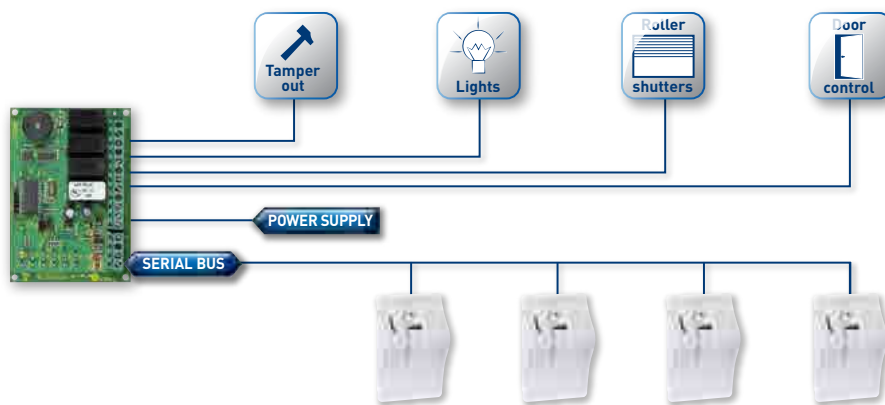 Tamper
out
Lights
Roller
shutters
Door
control
POWER SUPPLY
SERIAL BUS